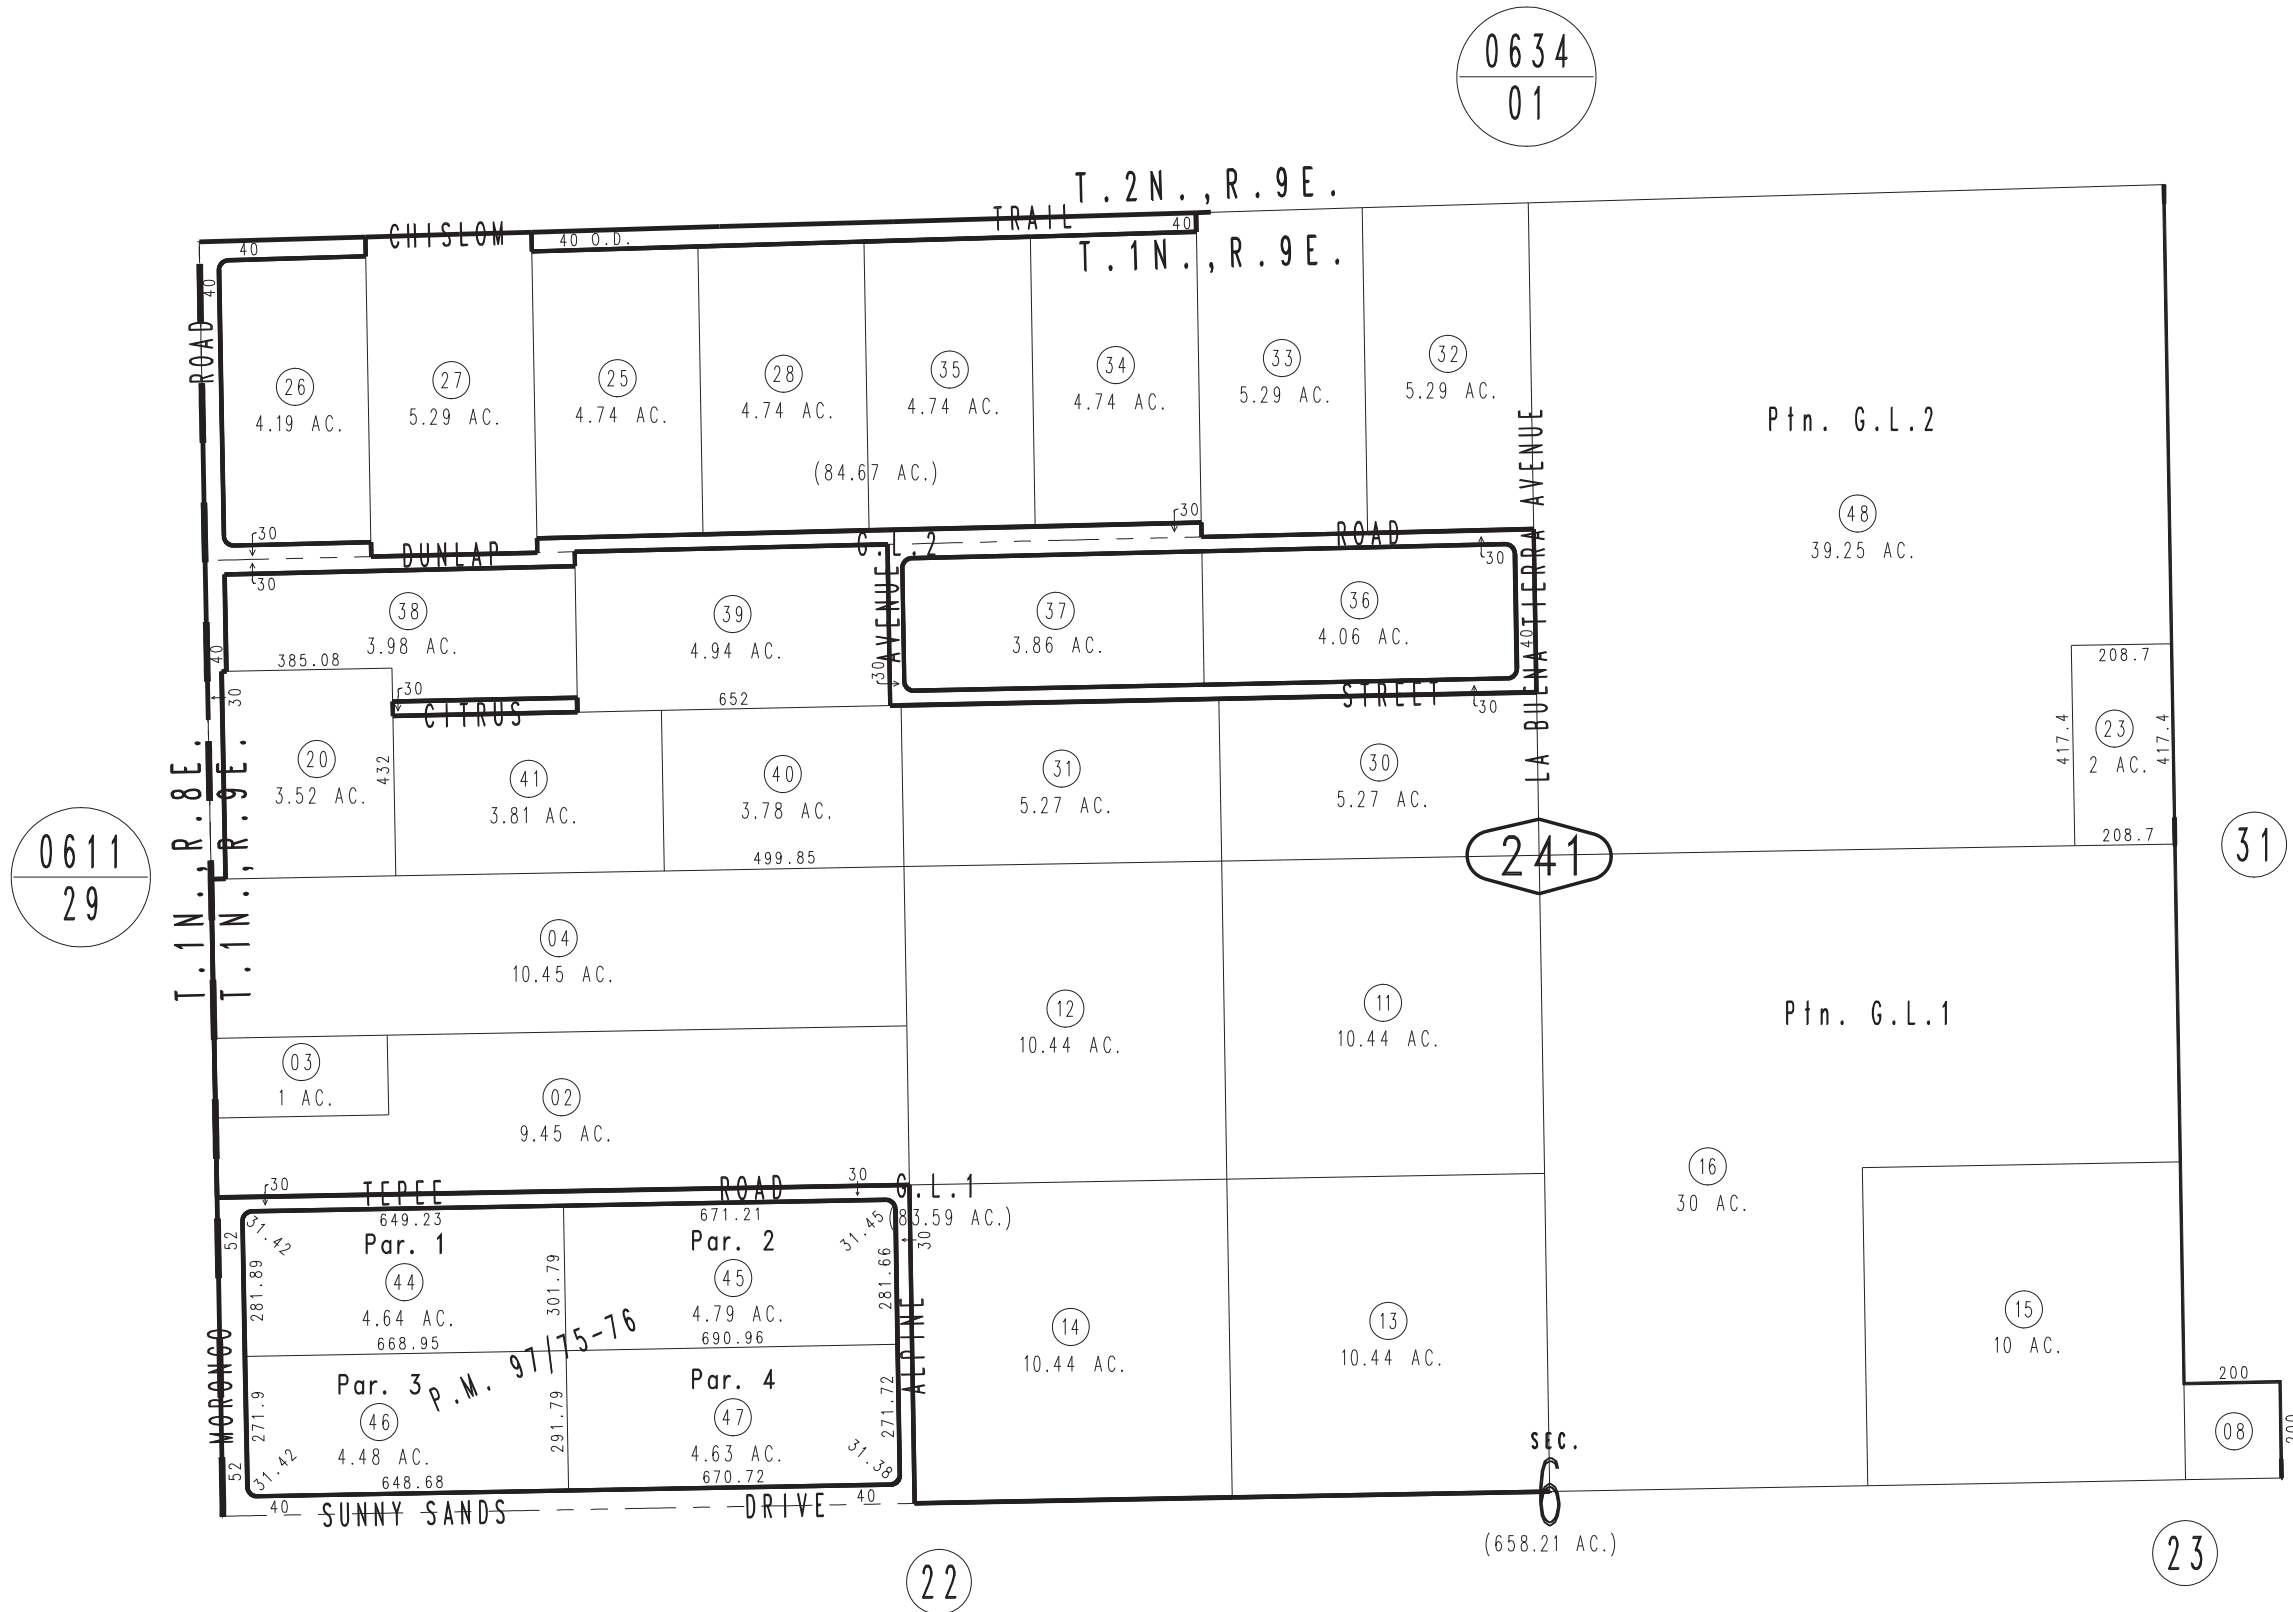 0634
01
T.2N.,R.9E.
CHISLOM TRAIL
40
40 O.D.
40
T.1N.,R.9E.
40
ROAD
26
4.19 AC.
27
5.29 AC.
25
4.74 AC.
28
4.74 AC.
35
4.74 AC.
34
4.74 AC.
33
5.29 AC.
32
5.29 AC.
(84.67 AC.)
Ptn. G.L.2
48
39.25 AC.
30
30
DUNLAP ROAD
G.L.2
30
30
38
3.98 AC.
39
4.94 AC.
AVENUE
37
3.86 AC.
36
4.06 AC.
40
LA BUENA TIERRA AVENUE
40
385.08
30
30
CITRUS STREET
652
30
30
208.7
417.4
23
2 AC.
417.4
208.7
20
3.52 AC.
432
41
3.81 AC.
40
3.78 AC.
499.85
31
5.27 AC.
30
5.27 AC.
241
31
0611
29
T.1N.,R.8E.
T.1N.,R.9E.
04
10.45 AC.
12
10.44 AC.
11
10.44 AC.
Ptn. G.L.1
03
1 AC.
02
9.45 AC.
16
30 AC.
30
TEPEE ROAD
30
G.L.1
(83.59 AC.)
649.23
671.21
52
31.42
31.45
30
Par. 1
44
4.64 AC.
668.95
281.89
301.79
Par. 2
45
4.79 AC.
690.96
281.66
P.M. 97/75-76
MORONGO
Par. 3
46
4.48 AC.
648.68
271.9
291.79
Par. 4
47
4.63 AC.
670.72
271.72
52
31.42
31.38
ALPINE
14
10.44 AC.
13
10.44 AC.
15
10 AC.
200
08
200
40
SUNNY SANDS DRIVE
40
SEC.
6
(658.21 AC.)
22
23